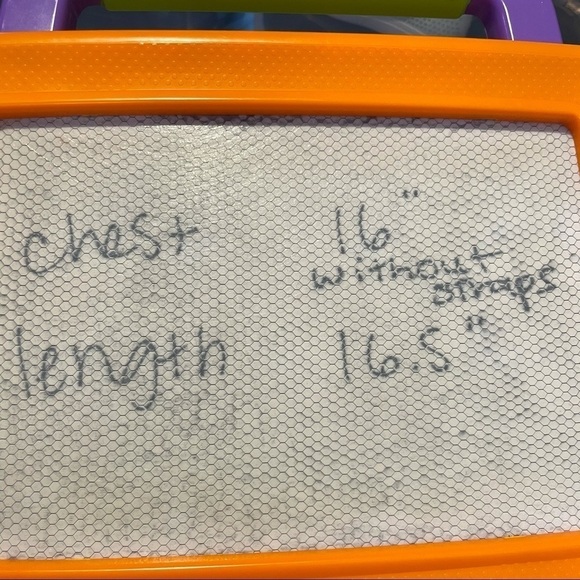 chest 16"
without
straps
length 16.5"